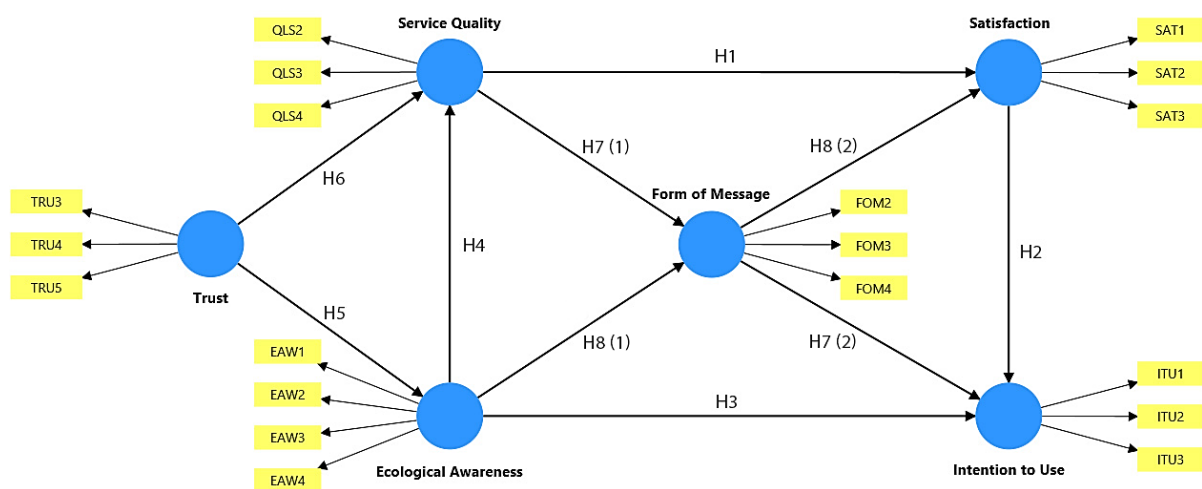 Service Quality
Satisfaction
QLS2
QLS3
QLS4
H1
SAT1
SAT2
SAT3
H7 (1)
H8 (2)
H6
Form of Message
TRU3
TRU4
TRU5
Trust
H4
FOM2
FOM3
FOM4
H2
H5
H8 (1)
H7 (2)
EAW1
EAW2
EAW3
EAW4
H3
ITU1
ITU2
ITU3
Ecological Awareness
Intention to Use